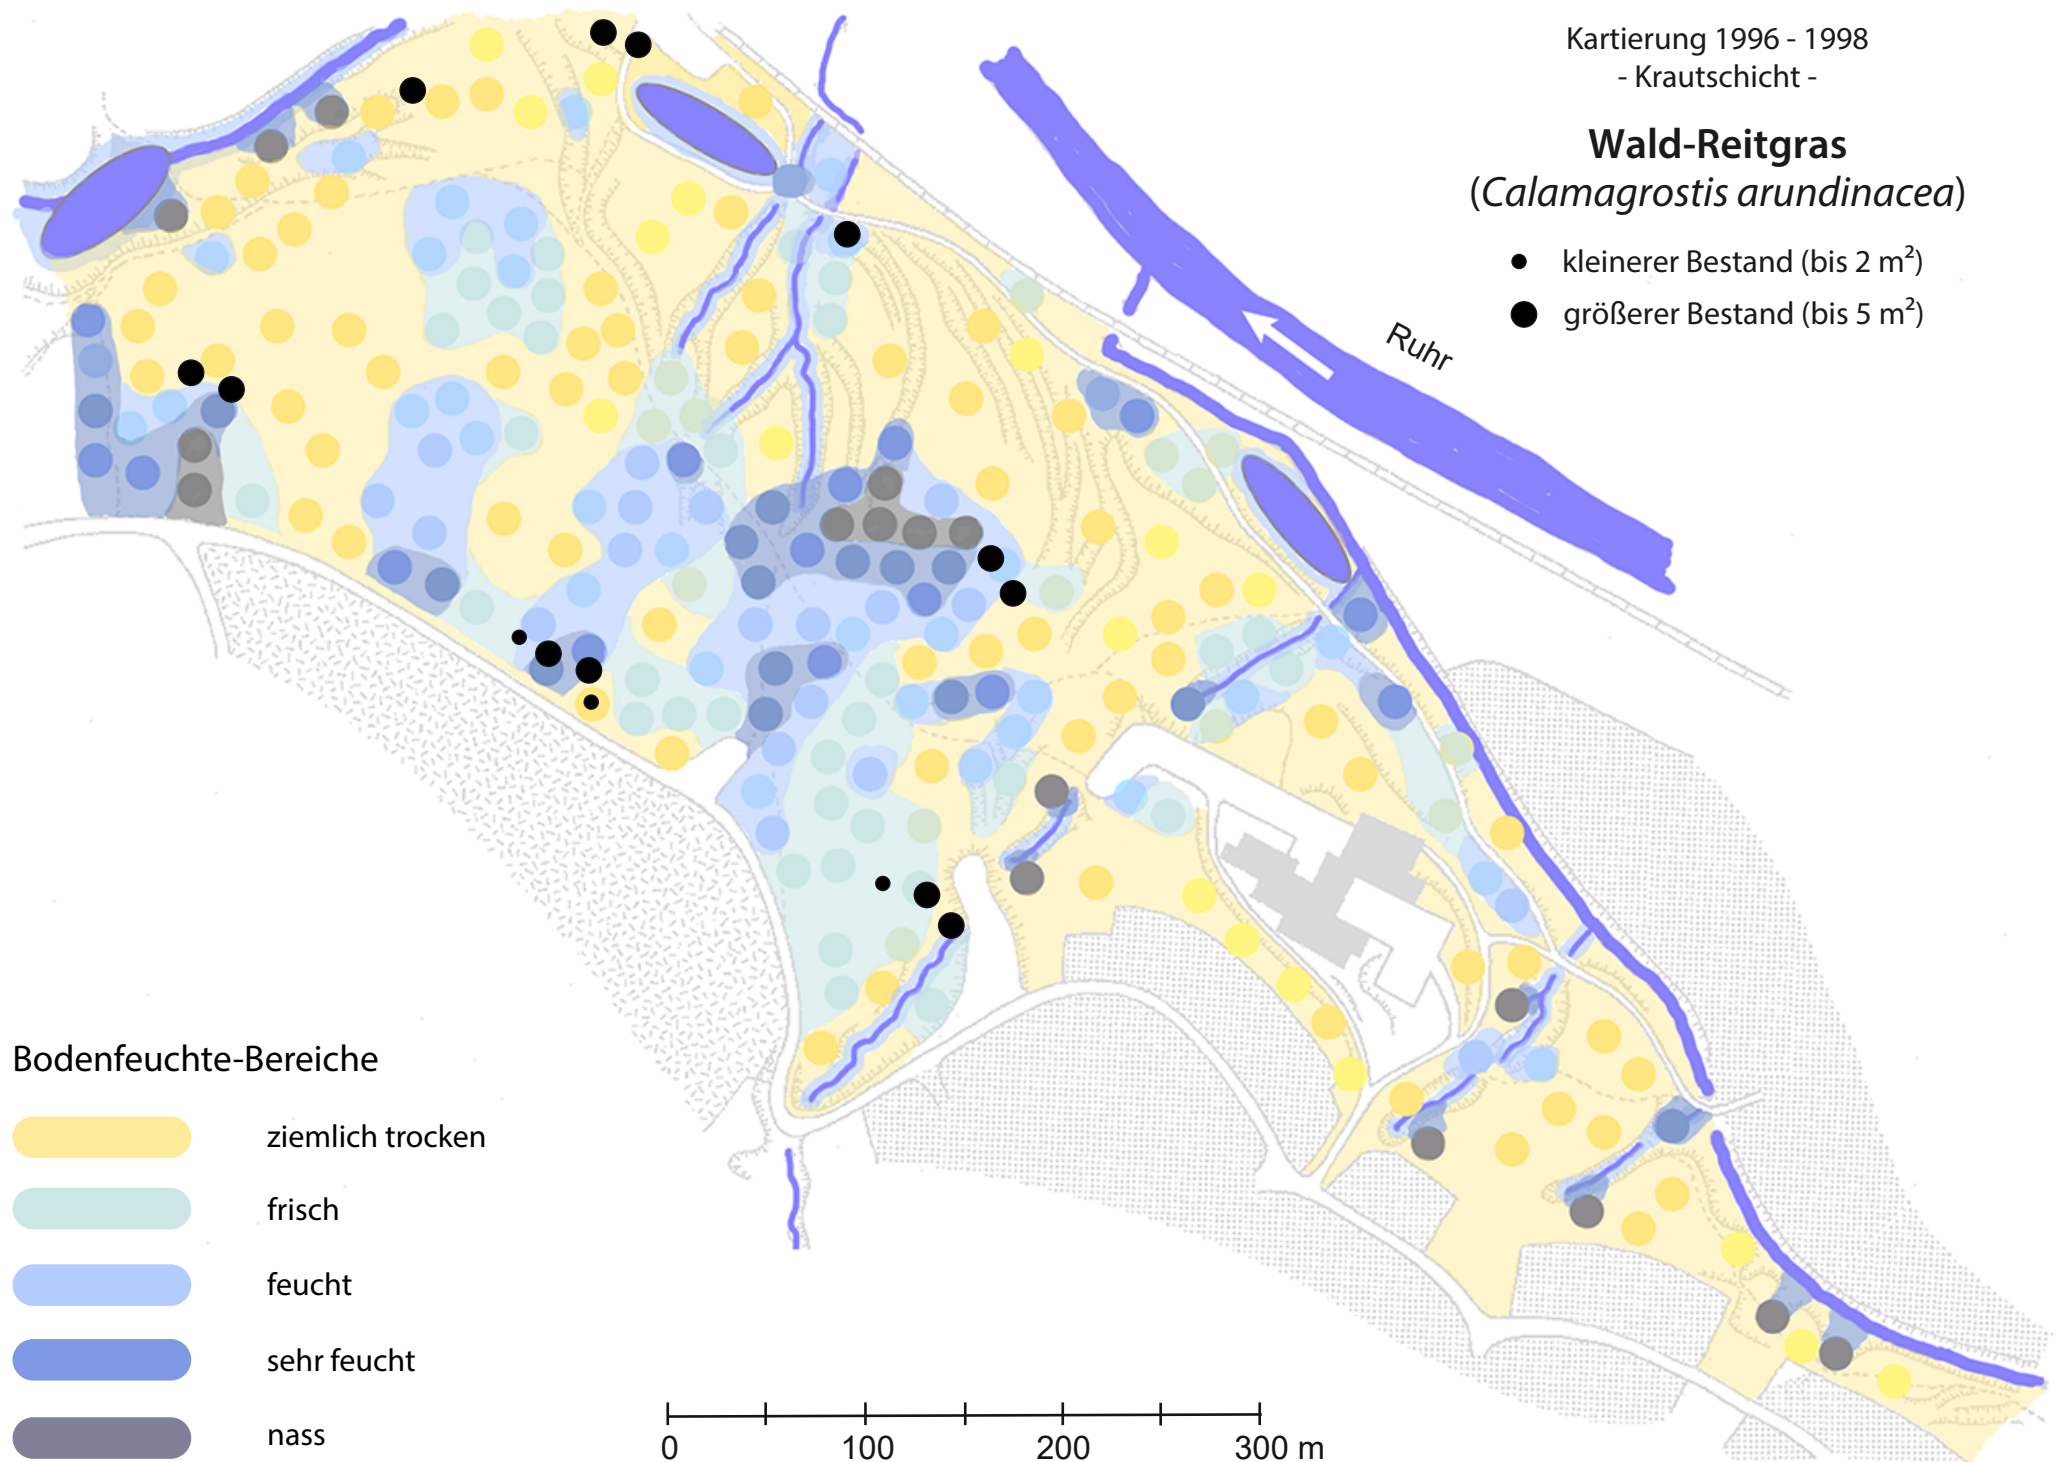 Kartierung 1996 - 1998
- Krautschicht -
Wald-Reitgras
(Calamagrostis arundinacea)
kleinerer Bestand (bis 2 m²)
größerer Bestand (bis 5 m²)
Ruhr
Bodenfeuchte-Bereiche
ziemlich trocken
frisch
feucht
sehr feucht
nass
0 100 200 300 m